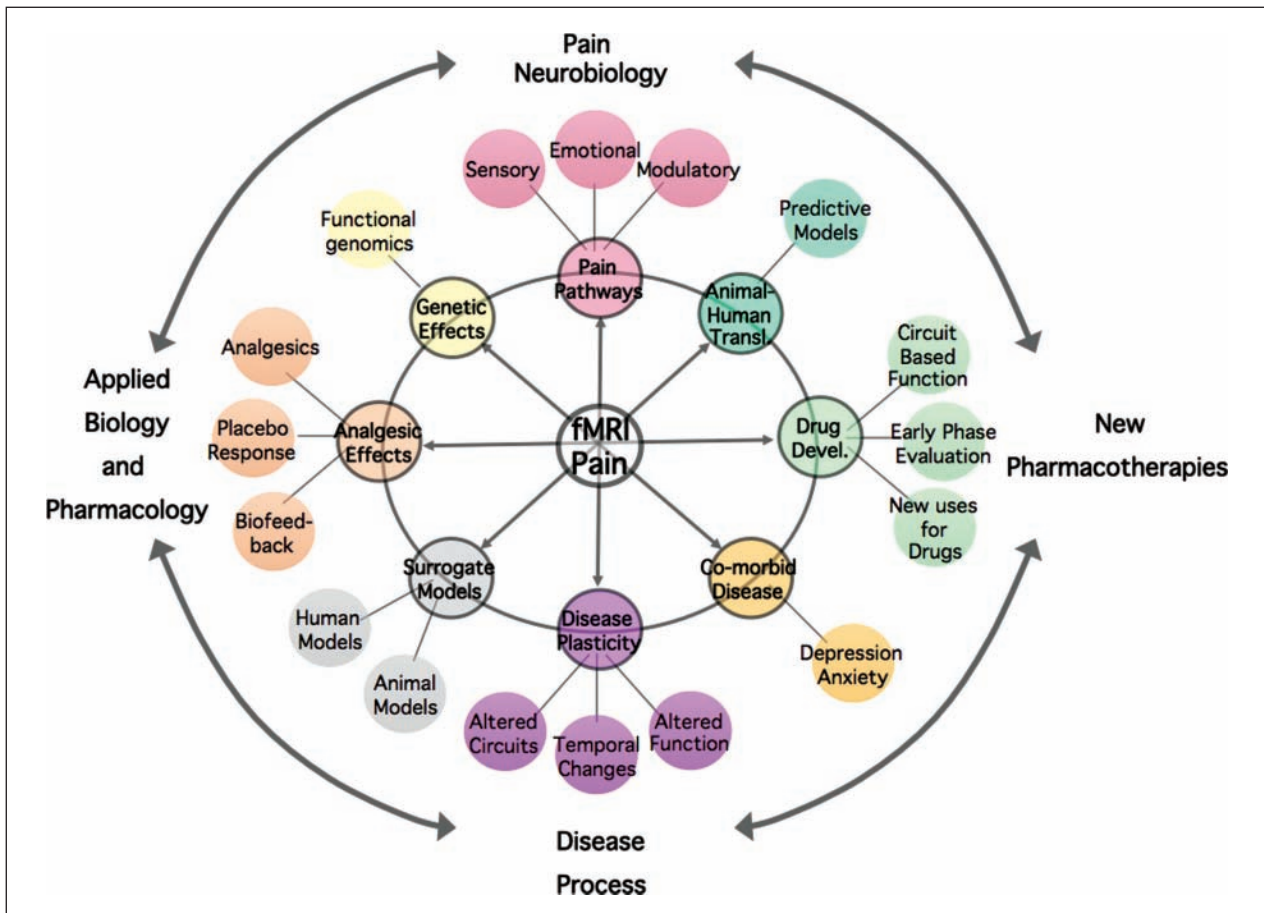 Pain
Neurobiology
Emotional
Sensory
Modulatory
Predictive
Models
Functional
genomics
Pain
Pathways
Genetic
Effects
Animal-
Human
Transl.
Circuit
Based
Function
Analgesics
Applied
Biology
and
Pharmacology
Placebo
Response
Analgesic
Effects
fMRI
Pain
Drug
Devel.
Early Phase
Evaluation
New
Pharmacotherapies
Biofeed-
back
New uses
for
Drugs
Surrogate
Models
Co-morbid
Disease
Human
Models
Disease
Plasticity
Depression
Anxiety
Animal
Models
Altered
Circuits
Temporal
Changes
Altered
Function
Disease
Process